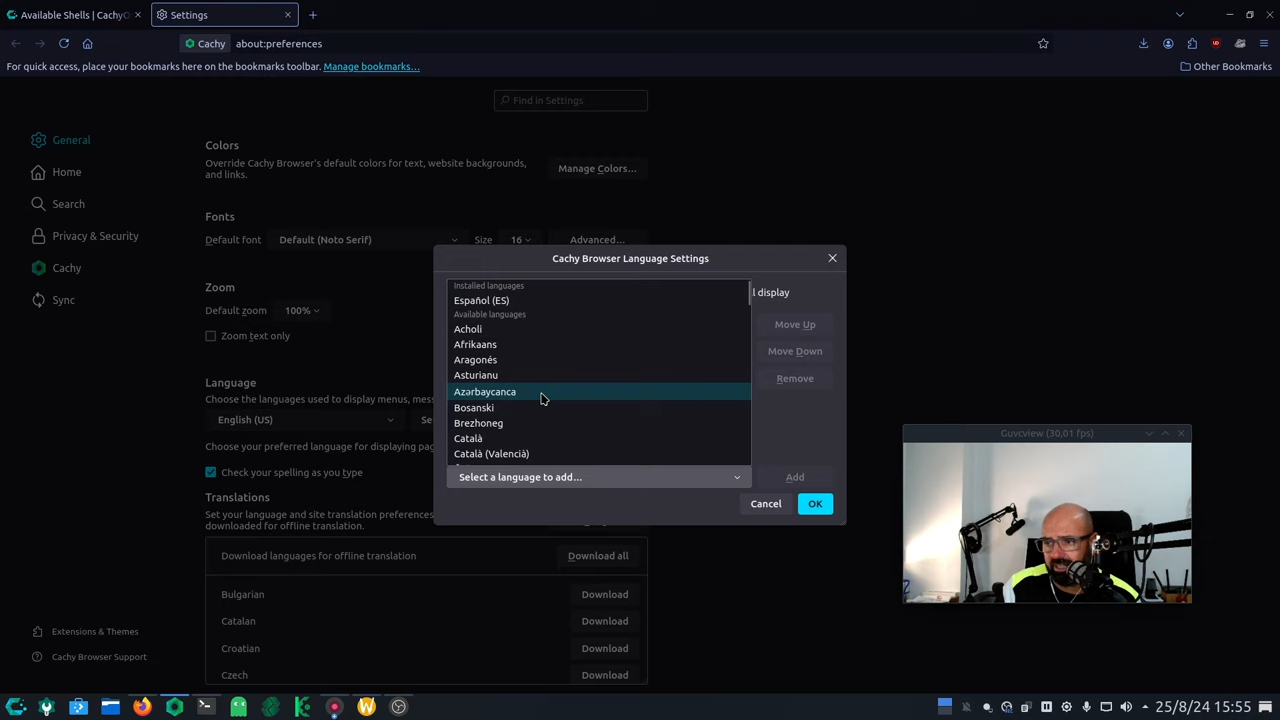 Available Shells | CachyO
Settings
Cachy
about:preferences
For quick access, place your bookmarks here on the bookmarks toolbar. Manage bookmarks…
Other Bookmarks
Find in Settings
General
Home
Search
Privacy & Security
Cachy
Sync
Colors
Override Cachy Browser's default colors for text, website backgrounds,
and links.
Manage Colors…
Fonts
Default font
Default (Noto Serif)
Size
16
Advanced…
Zoom
Default zoom
100%
Zoom text only
Language
Choose the languages used to display menus, mes
English (US)
Se
Choose your preferred language for displaying pag
Check your spelling as you type
Translations
Set your language and site translation preferences
downloaded for offline translation.
Download languages for offline translation
Download all
Bulgarian
Download
Catalan
Download
Croatian
Download
Czech
Download
Cachy Browser Language Settings
l display
Installed languages
Español (ES)
Available languages
Acholi
Afrikaans
Aragonés
Asturianu
Azərbaycanca
Bosanski
Brezhoneg
Català
Català (Valencià)
Select a language to add…
Move Up
Move Down
Remove
Add
Cancel
OK
Guvcview (30,01 fps)
Extensions & Themes
Cachy Browser Support
25/8/24 15:55